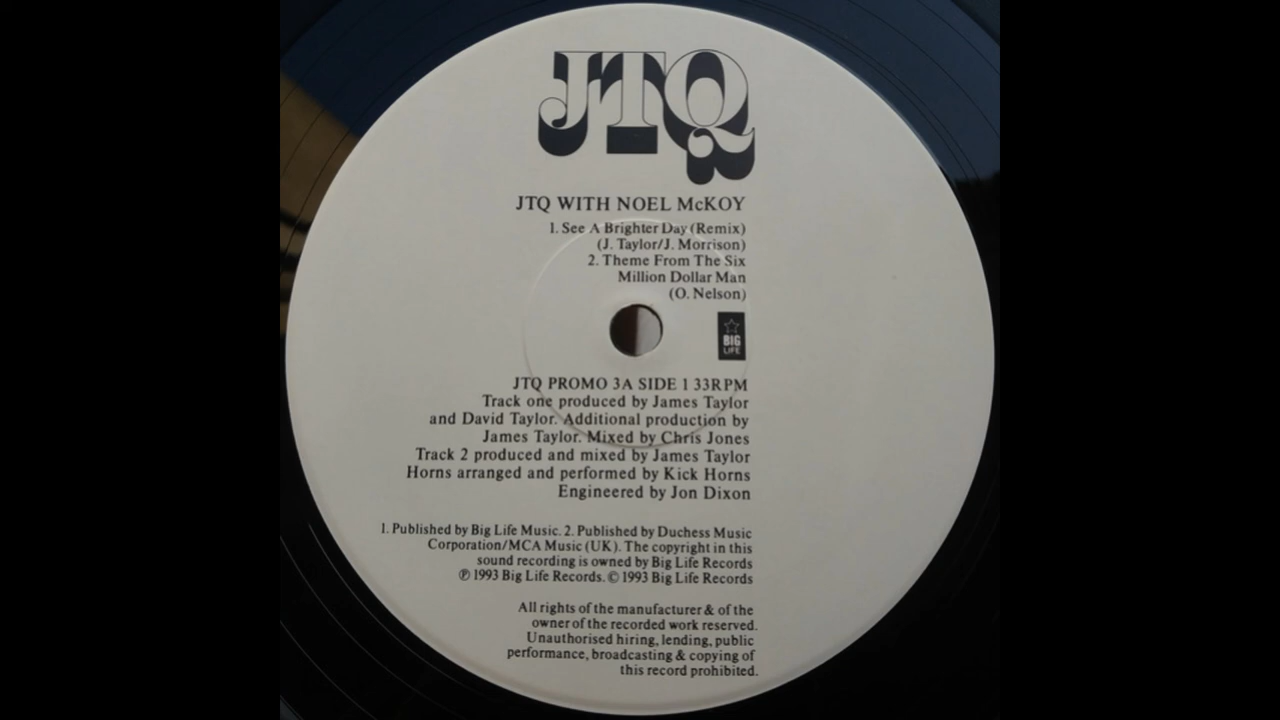 JTQ
JTQ WITH NOEL McKOY
1. See A Brighter Day (Remix)
(J. Taylor/J. Morrison)
2. Theme From The Six
Million Dollar Man
(O. Nelson)
BIG
LIFE
JTQ PROMO 3A SIDE 1 33RPM
Track one produced by James Taylor
and David Taylor. Additional production by
James Taylor. Mixed by Chris Jones
Track 2 produced and mixed by James Taylor
Horns arranged and performed by Kick Horns
Engineered by Jon Dixon
1. Published by Big Life Music. 2. Published by Duchess Music
Corporation/MCA Music (UK). The copyright in this
sound recording is owned by Big Life Records
℗ 1993 Big Life Records. © 1993 Big Life Records
All rights of the manufacturer & of the
owner of the recorded work reserved.
Unauthorised hiring, lending, public
performance, broadcasting & copying of
this record prohibited.